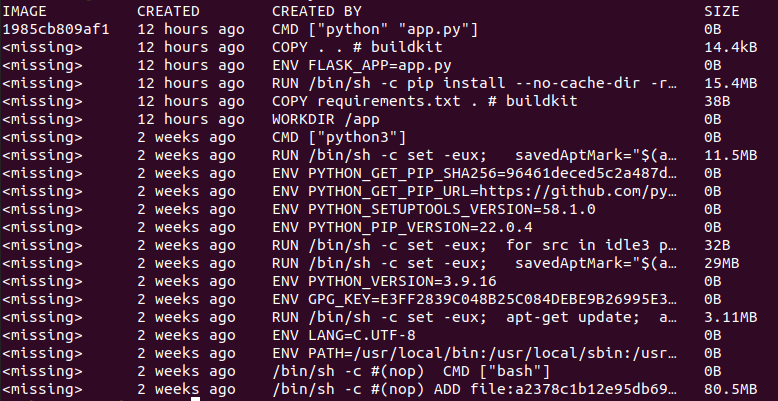 IMAGE CREATED CREATED BY SIZE
1985cb809af1 12 hours ago CMD ["python" "app.py"] 0B
<missing> 12 hours ago COPY . . # buildkit 14.4kB
<missing> 12 hours ago ENV FLASK_APP=app.py 0B
<missing> 12 hours ago RUN /bin/sh -c pip install --no-cache-dir -r… 15.4MB
<missing> 12 hours ago COPY requirements.txt . # buildkit 38B
<missing> 12 hours ago WORKDIR /app 0B
<missing> 2 weeks ago CMD ["python3"] 0B
<missing> 2 weeks ago RUN /bin/sh -c set -eux; savedAptMark="$(a… 11.5MB
<missing> 2 weeks ago ENV PYTHON_GET_PIP_SHA256=96461deced5c2a487d… 0B
<missing> 2 weeks ago ENV PYTHON_GET_PIP_URL=https://github.com/py… 0B
<missing> 2 weeks ago ENV PYTHON_SETUPTOOLS_VERSION=58.1.0 0B
<missing> 2 weeks ago ENV PYTHON_PIP_VERSION=22.0.4 0B
<missing> 2 weeks ago RUN /bin/sh -c set -eux; for src in idle3 p… 32B
<missing> 2 weeks ago RUN /bin/sh -c set -eux; savedAptMark="$(a… 29MB
<missing> 2 weeks ago ENV PYTHON_VERSION=3.9.16 0B
<missing> 2 weeks ago ENV GPG_KEY=E3FF2839C048B25C084DEBE9B26995E3… 0B
<missing> 2 weeks ago RUN /bin/sh -c set -eux; apt-get update; a… 3.11MB
<missing> 2 weeks ago ENV LANG=C.UTF-8 0B
<missing> 2 weeks ago ENV PATH=/usr/local/bin:/usr/local/sbin:/usr… 0B
<missing> 2 weeks ago /bin/sh -c #(nop) CMD ["bash"] 0B
<missing> 2 weeks ago /bin/sh -c #(nop) ADD file:a2378c1b12e95db69… 80.5MB